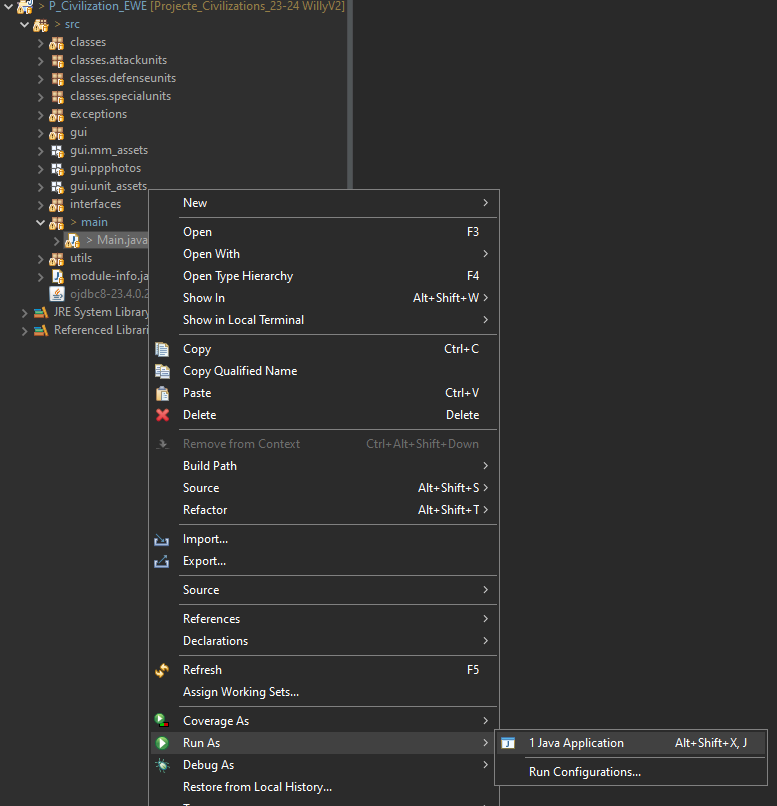 > P_Civilization_EWE [Projecte_Civilizations_23-24 WillyV2]
> src
classes
classes.attackunits
classes.defenseunits
classes.specialunits
exceptions
gui
gui.mm_assets
gui.ppphotos
gui.unit_assets
interfaces
> main
> Main.java
utils
module-info.ja
ojdbc8-23.4.0.2
JRE System Library
Referenced Librari
New
Open F3
Open With
Open Type Hierarchy F4
Show In Alt+Shift+W
Show in Local Terminal
Copy Ctrl+C
Copy Qualified Name
Paste Ctrl+V
Delete Delete
Remove from Context Ctrl+Alt+Shift+Down
Build Path
Source Alt+Shift+S
Refactor Alt+Shift+T
Import...
Export...
Source
References
Declarations
Refresh F5
Assign Working Sets...
Coverage As
Run As
1 Java Application Alt+Shift+X, J
Run Configurations...
Debug As
Restore from Local History...